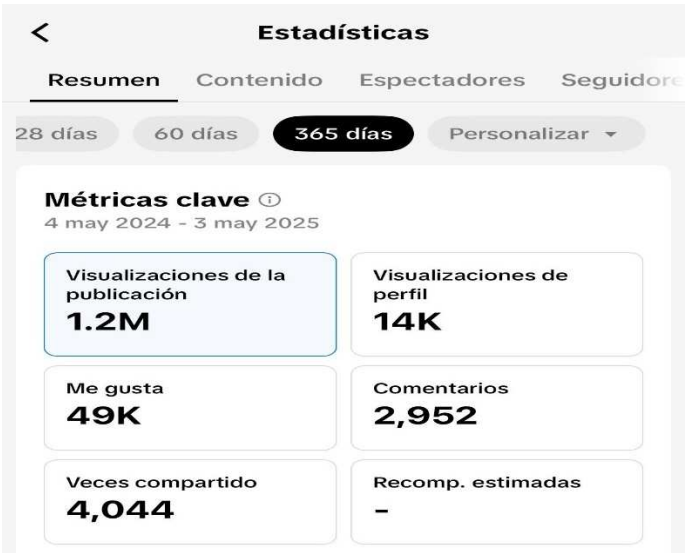 Estadísticas
Resumen Contenido Espectadores Seguidore
28 días 60 días 365 días Personalizar
Métricas clave
4 may 2024 - 3 may 2025
Visualizaciones de la
publicación
1.2M
Visualizaciones de
perfil
14K
Me gusta
49K
Comentarios
2,952
Veces compartido
4,044
Recomp. estimadas
-